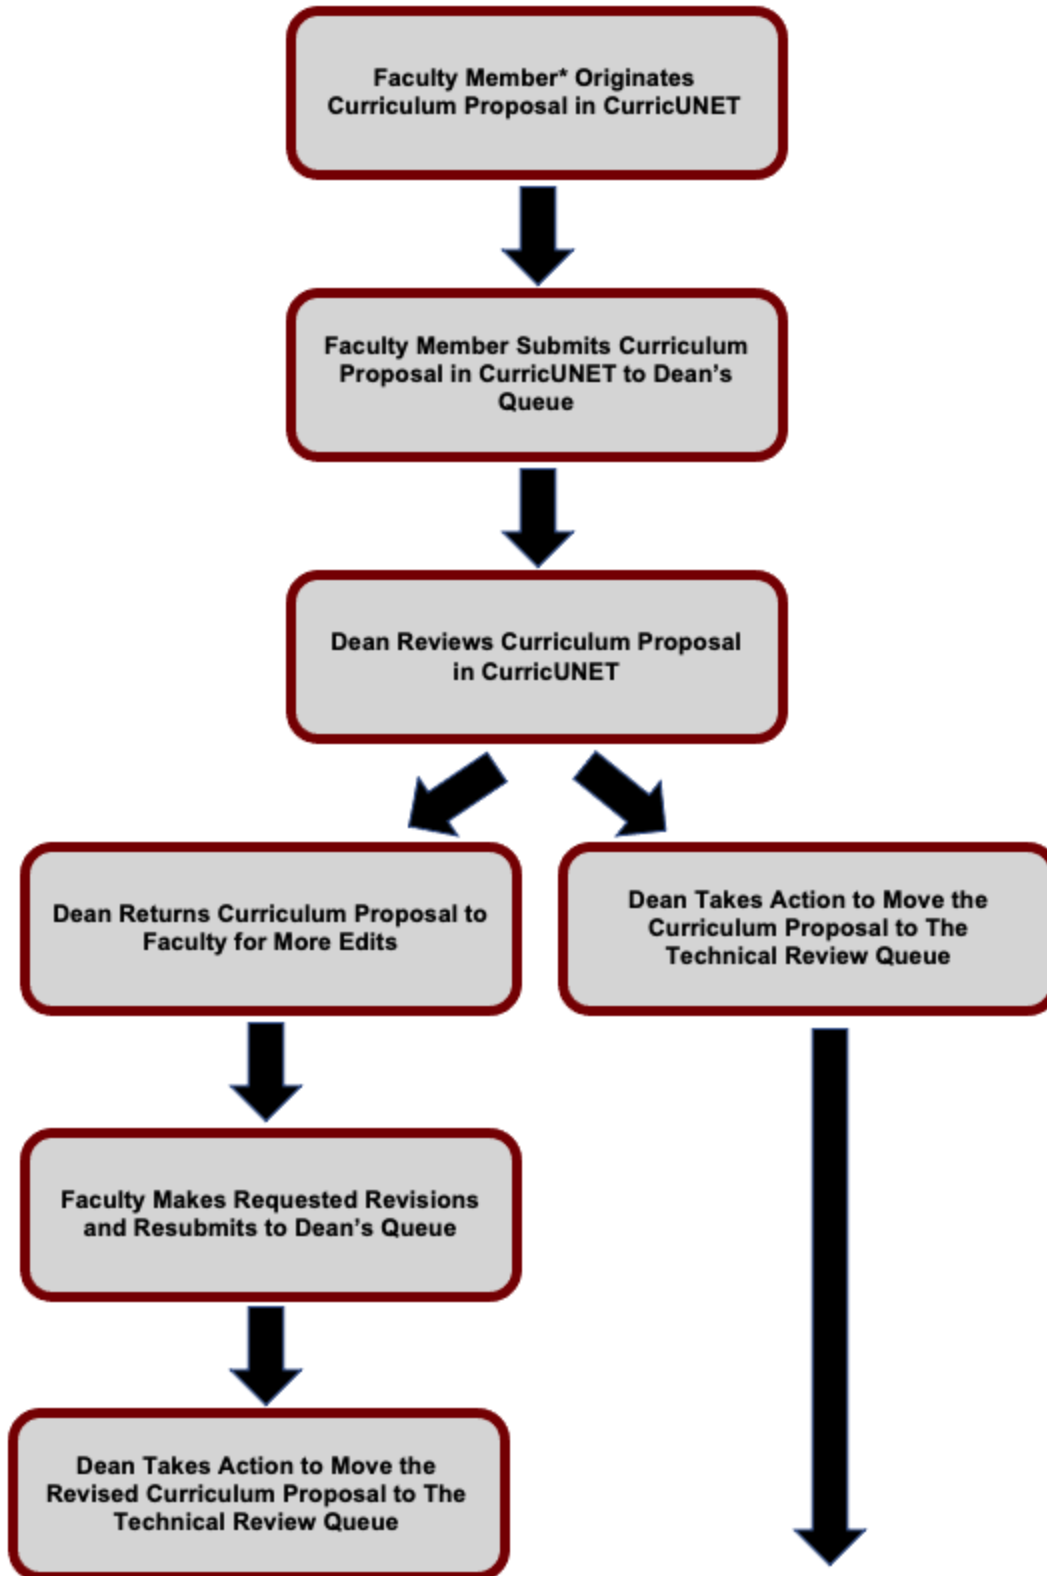 Faculty Member* Originates
Curriculum Proposal in CurricUNET
Faculty Member Submits Curriculum
Proposal in CurricUNET to Dean's
Queue
Dean Reviews Curriculum Proposal
in CurricUNET
Dean Returns Curriculum Proposal to
Faculty for More Edits
Dean Takes Action to Move the
Curriculum Proposal to The
Technical Review Queue
Faculty Makes Requested Revisions
and Resubmits to Dean's Queue
Dean Takes Action to Move the
Revised Curriculum Proposal to The
Technical Review Queue